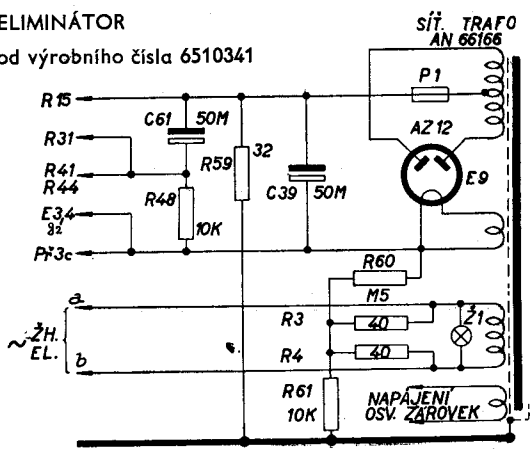 ELIMINÁTOR
od výrobního čísla 6510341
SÍŤ. TRAFO
AN 66166
P1
R15
C61 50M
AZ12
R31
R59
32
R41
R44
C39 50M
E9
R48
10K
E3,4
g2'
Př3c
R60
M5
a
R3
40
Ž1
~ŽH.
EL.
R4
40
b
R61
10K
NAPÁJENÍ
OSV. ŽÁROVEK